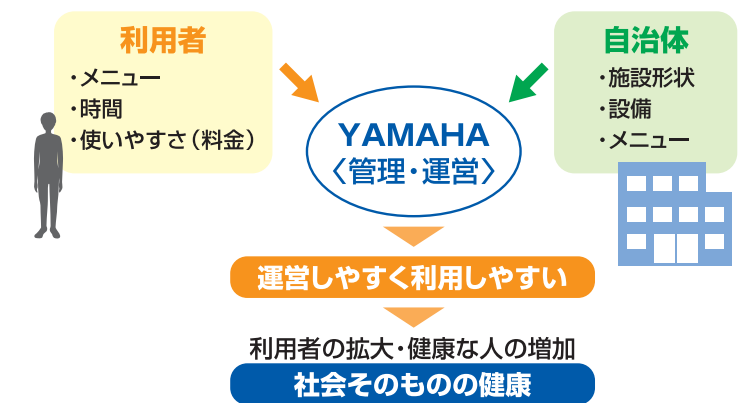 利用者
・メニュー
・時間
・使いやすさ（料金）
自治体
・施設形状
・設備
・メニュー
YAMAHA
〈管理・運営〉
運営しやすく利用しやすい
利用者の拡大・健康な人の増加
社会そのものの健康